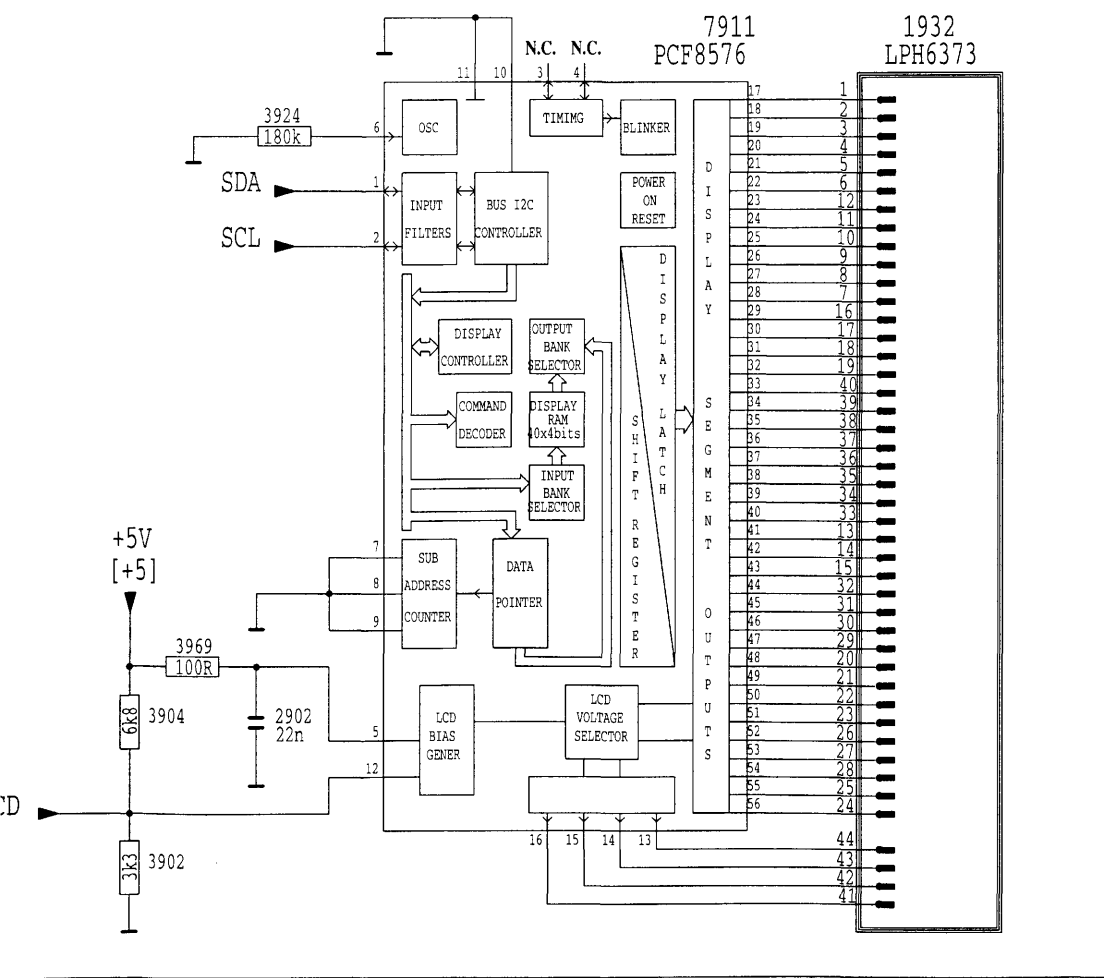 7911
PCF8576
1932
LPH6373
N.C. N.C.
11 10 3 4
3924
180k
6
OSC
TIMIMG
BLINKER
SDA
1
SCL
2
INPUT
FILTERS
BUS I2C
CONTROLLER
POWER
ON
RESET
DISPLAY
CONTROLLER
OUTPUT
BANK
SELECTOR
COMMAND
DECODER
DISPLAY
RAM
40x4bits
INPUT
BANK
SELECTOR
DISPLAY LATCH
SHIFT REGISTER
DISPLAY SEGMENT OUTPUTS
+5V
[+5]
7
8
9
SUB
ADDRESS
COUNTER
DATA
POINTER
3969
100R
6k8
3904
2902
22n
5
12
LCD
BIAS
GENER
LCD
VOLTAGE
SELECTOR
3k3
3902
16 15 14 13
17 1
18 2
19 3
20 4
21 5
22 6
23 12
24 11
25 10
26 9
27 8
28 7
29 16
30 17
31 18
32 19
33 40
34 39
35 38
36 37
37 36
38 35
39 34
40 33
41 13
42 14
43 15
44 32
45 31
46 30
47 29
48 20
49 21
50 22
51 23
52 26
53 27
54 28
55 25
56 24
44
43
42
41